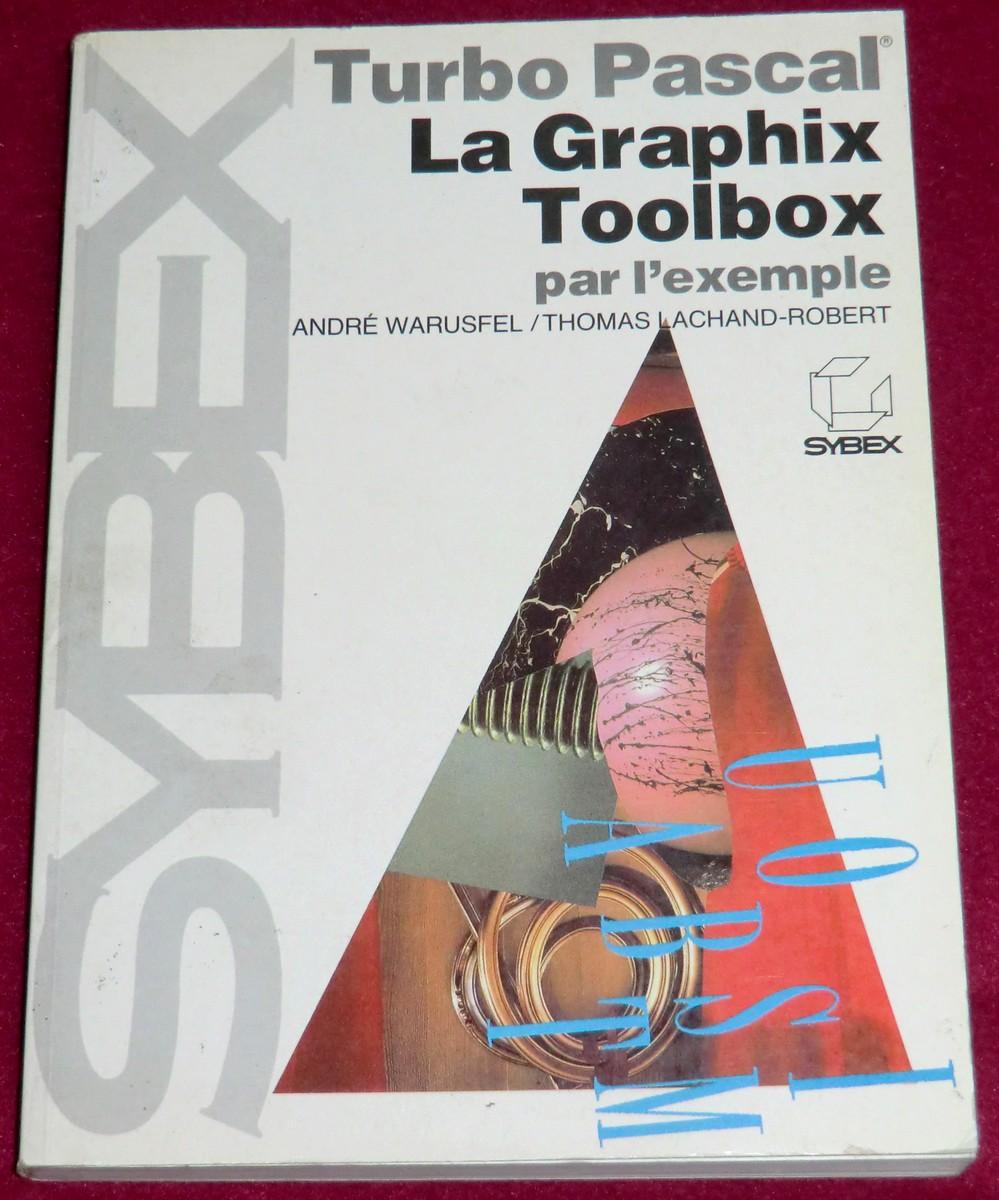 Turbo Pascal®
La Graphix
Toolbox
par l'exemple
ANDRÉ WARUSFEL / THOMAS LACHAND-ROBERT
SYBEX
SYBEX
U O S I
A B F M
T